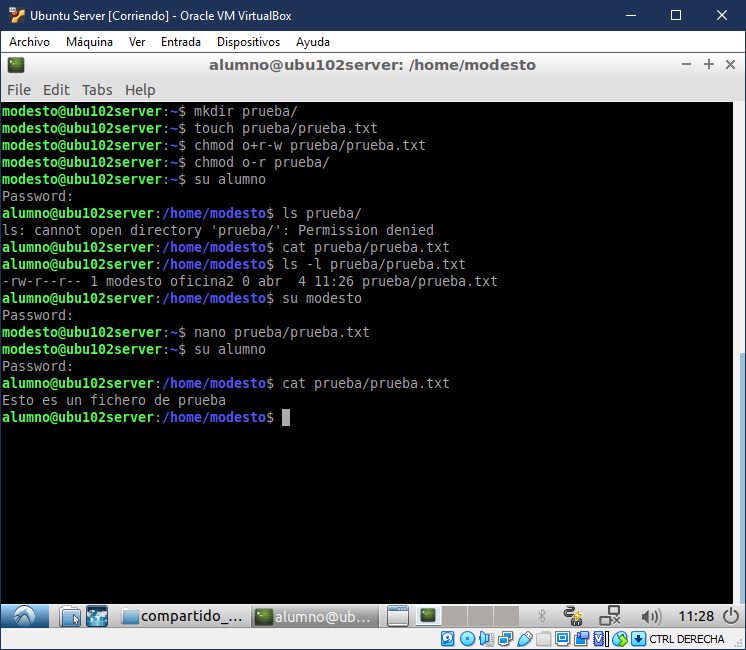 Ubuntu Server [Corriendo] - Oracle VM VirtualBox
Archivo Máquina Ver Entrada Dispositivos Ayuda
alumno@ubu102server: /home/modesto
File Edit Tabs Help
modesto@ubu102server:~$ mkdir prueba/
modesto@ubu102server:~$ touch prueba/prueba.txt
modesto@ubu102server:~$ chmod o+r-w prueba/prueba.txt
modesto@ubu102server:~$ chmod o-r prueba/
modesto@ubu102server:~$ su alumno
Password:
alumno@ubu102server:/home/modesto$ ls prueba/
ls: cannot open directory 'prueba/': Permission denied
alumno@ubu102server:/home/modesto$ cat prueba/prueba.txt
alumno@ubu102server:/home/modesto$ ls -l prueba/prueba.txt
-rw-r--r-- 1 modesto oficina2 0 abr  4 11:26 prueba/prueba.txt
alumno@ubu102server:/home/modesto$ su modesto
Password:
modesto@ubu102server:~$ nano prueba/prueba.txt
modesto@ubu102server:~$ su alumno
Password:
alumno@ubu102server:/home/modesto$ cat prueba/prueba.txt
Esto es un fichero de prueba
alumno@ubu102server:/home/modesto$
compartido_... alumno@ub... 11:28
CTRL DERECHA